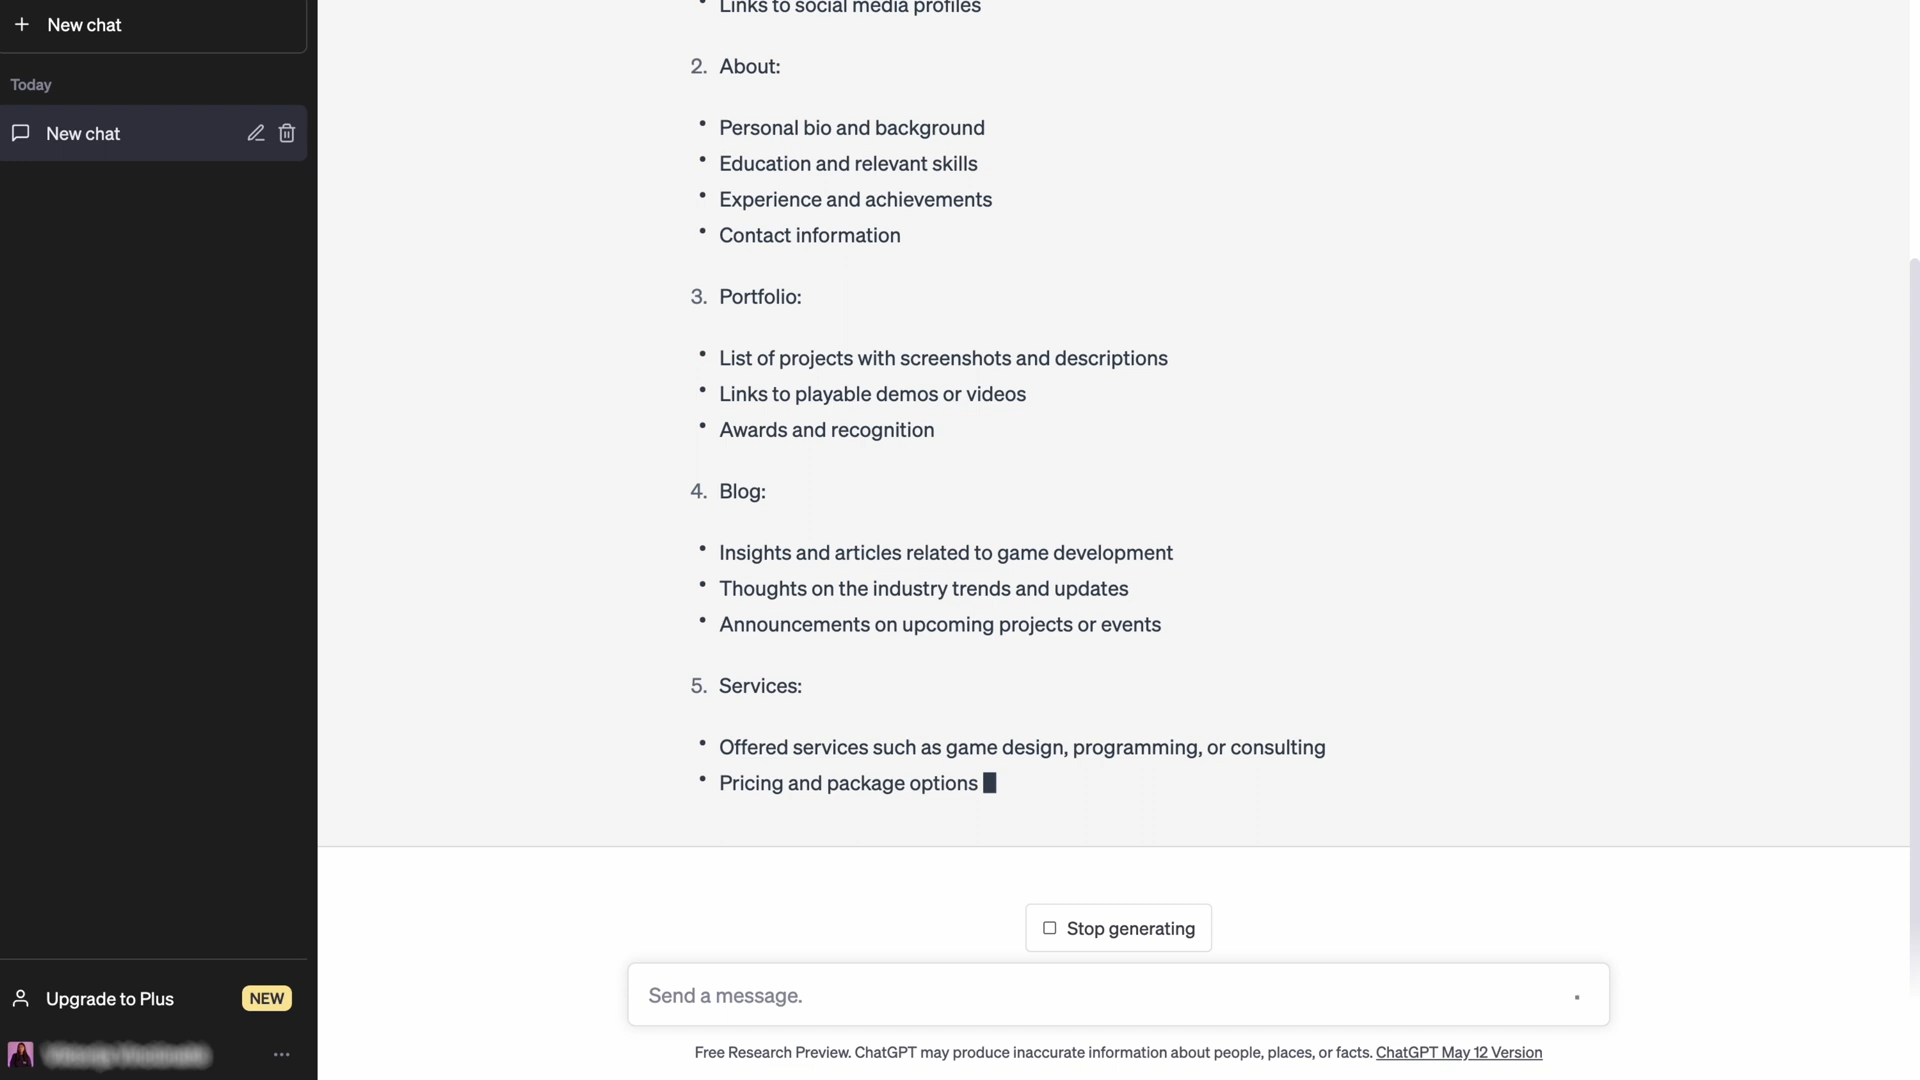 New chat
Today
New chat
Upgrade to Plus NEW
• Links to social media profiles
2. About:
• Personal bio and background
• Education and relevant skills
• Experience and achievements
• Contact information
3. Portfolio:
• List of projects with screenshots and descriptions
• Links to playable demos or videos
• Awards and recognition
4. Blog:
• Insights and articles related to game development
• Thoughts on the industry trends and updates
• Announcements on upcoming projects or events
5. Services:
• Offered services such as game design, programming, or consulting
• Pricing and package options
Stop generating
Send a message.
Free Research Preview. ChatGPT may produce inaccurate information about people, places, or facts. ChatGPT May 12 Version